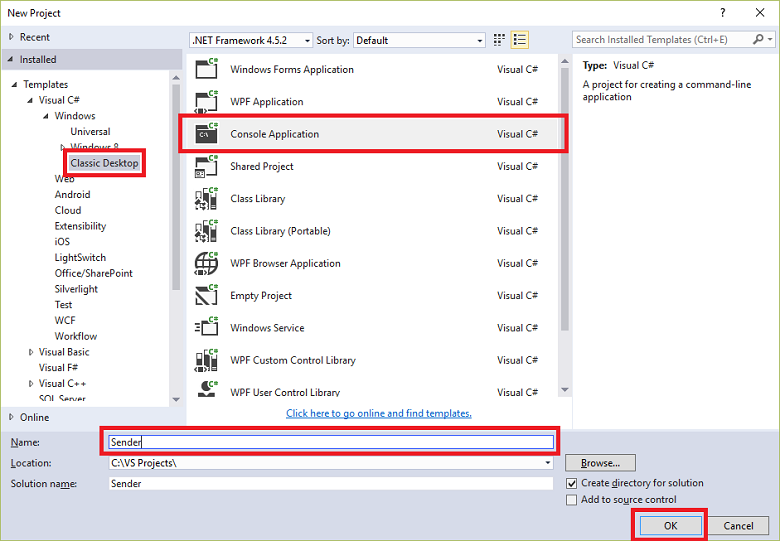 New Project
? ×
Recent
.NET Framework 4.5.2 Sort by: Default
Search Installed Templates (Ctrl+E)
Installed
Templates
Visual C#
Windows
Universal
Windows 8
Classic Desktop
Web
Android
Cloud
Extensibility
iOS
LightSwitch
Office/SharePoint
Silverlight
Test
WCF
Workflow
Visual Basic
Visual F#
Visual C++
SQL Server
Online
Windows Forms Application Visual C#
WPF Application Visual C#
Console Application Visual C#
Shared Project Visual C#
Class Library Visual C#
Class Library (Portable) Visual C#
WPF Browser Application Visual C#
Empty Project Visual C#
Windows Service Visual C#
WPF Custom Control Library Visual C#
WPF User Control Library Visual C#
Click here to go online and find templates.
Type: Visual C#
A project for creating a command-line
application
Name: Sender
Location: C:\VS Projects\ Browse...
Solution name: Sender
Create directory for solution
Add to source control
OK Cancel